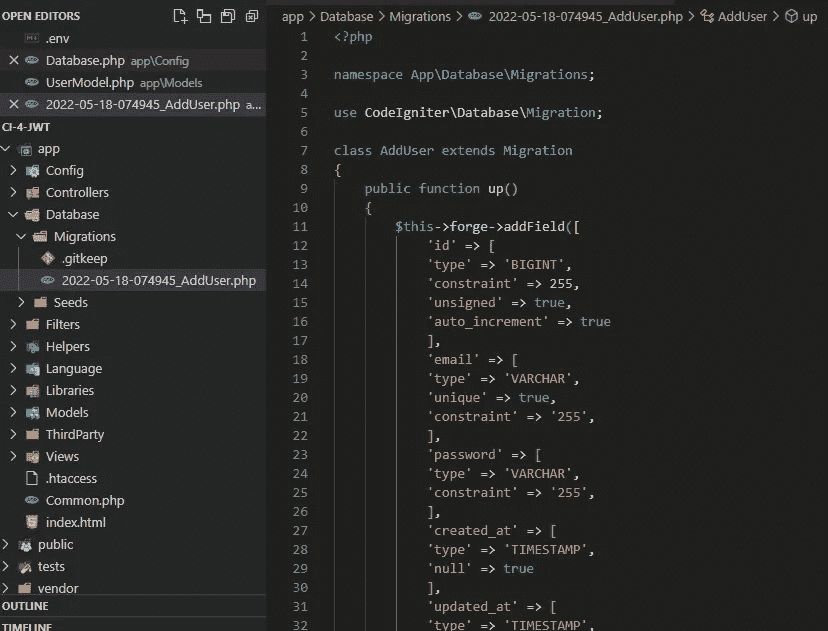 OPEN EDITORS
.env
Database.php app\Config
UserModel.php app\Models
2022-05-18-074945_AddUser.php a...
CI-4-JWT
app
Config
Controllers
Database
Migrations
.gitkeep
2022-05-18-074945_AddUser.php
Seeds
Filters
Helpers
Language
Libraries
Models
ThirdParty
Views
.htaccess
Common.php
index.html
public
tests
vendor
OUTLINE
TIMELINE
app > Database > Migrations > 2022-05-18-074945_AddUser.php > AddUser > up
1 <?php
2
3 namespace App\Database\Migrations;
4
5 use CodeIgniter\Database\Migration;
6
7 class AddUser extends Migration
8 {
9 public function up()
10 {
11 $this->forge->addField([
12 'id' => [
13 'type' => 'BIGINT',
14 'constraint' => 255,
15 'unsigned' => true,
16 'auto_increment' => true
17 ],
18 'email' => [
19 'type' => 'VARCHAR',
20 'unique' => true,
21 'constraint' => '255',
22 ],
23 'password' => [
24 'type' => 'VARCHAR',
25 'constraint' => '255',
26 ],
27 'created_at' => [
28 'type' => 'TIMESTAMP',
29 'null' => true
30 ],
31 'updated_at' => [
32 'type' => 'TIMESTAMP',